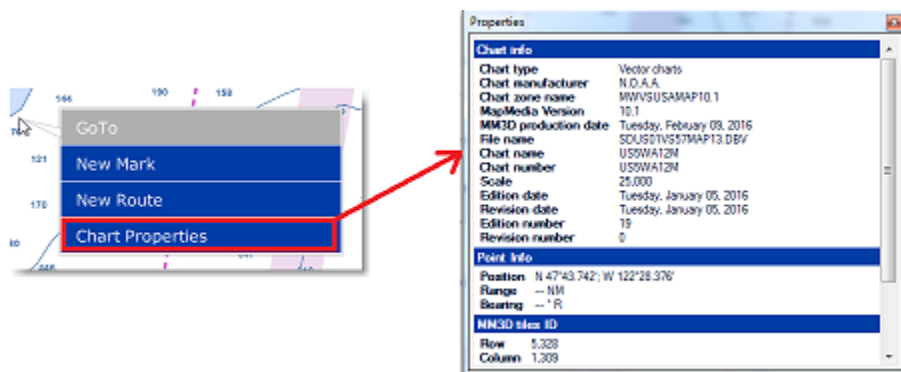 166 190 158
GoTo
121
New Mark
170
New Route
Chart Properties
Properties
Chart info
Chart type Vector charts
Chart manufacturer N.O.A.A.
Chart zone name MWVSUSAMAP10.1
MapMedia Version 10.1
MM3D production date Tuesday, February 09, 2016
File name SDUS01VS57MAP13.DBV
Chart name US5WA12M
Chart number US5WA12M
Scale 25,000
Edition date Tuesday, January 05, 2016
Revision date Tuesday, January 05, 2016
Edition number 19
Revision number 0
Point Info
Position N 47°43.742'; W 122°28.376'
Range -- NM
Bearing -- ° R
MM3D tiles ID
Row 5,328
Column 1,309